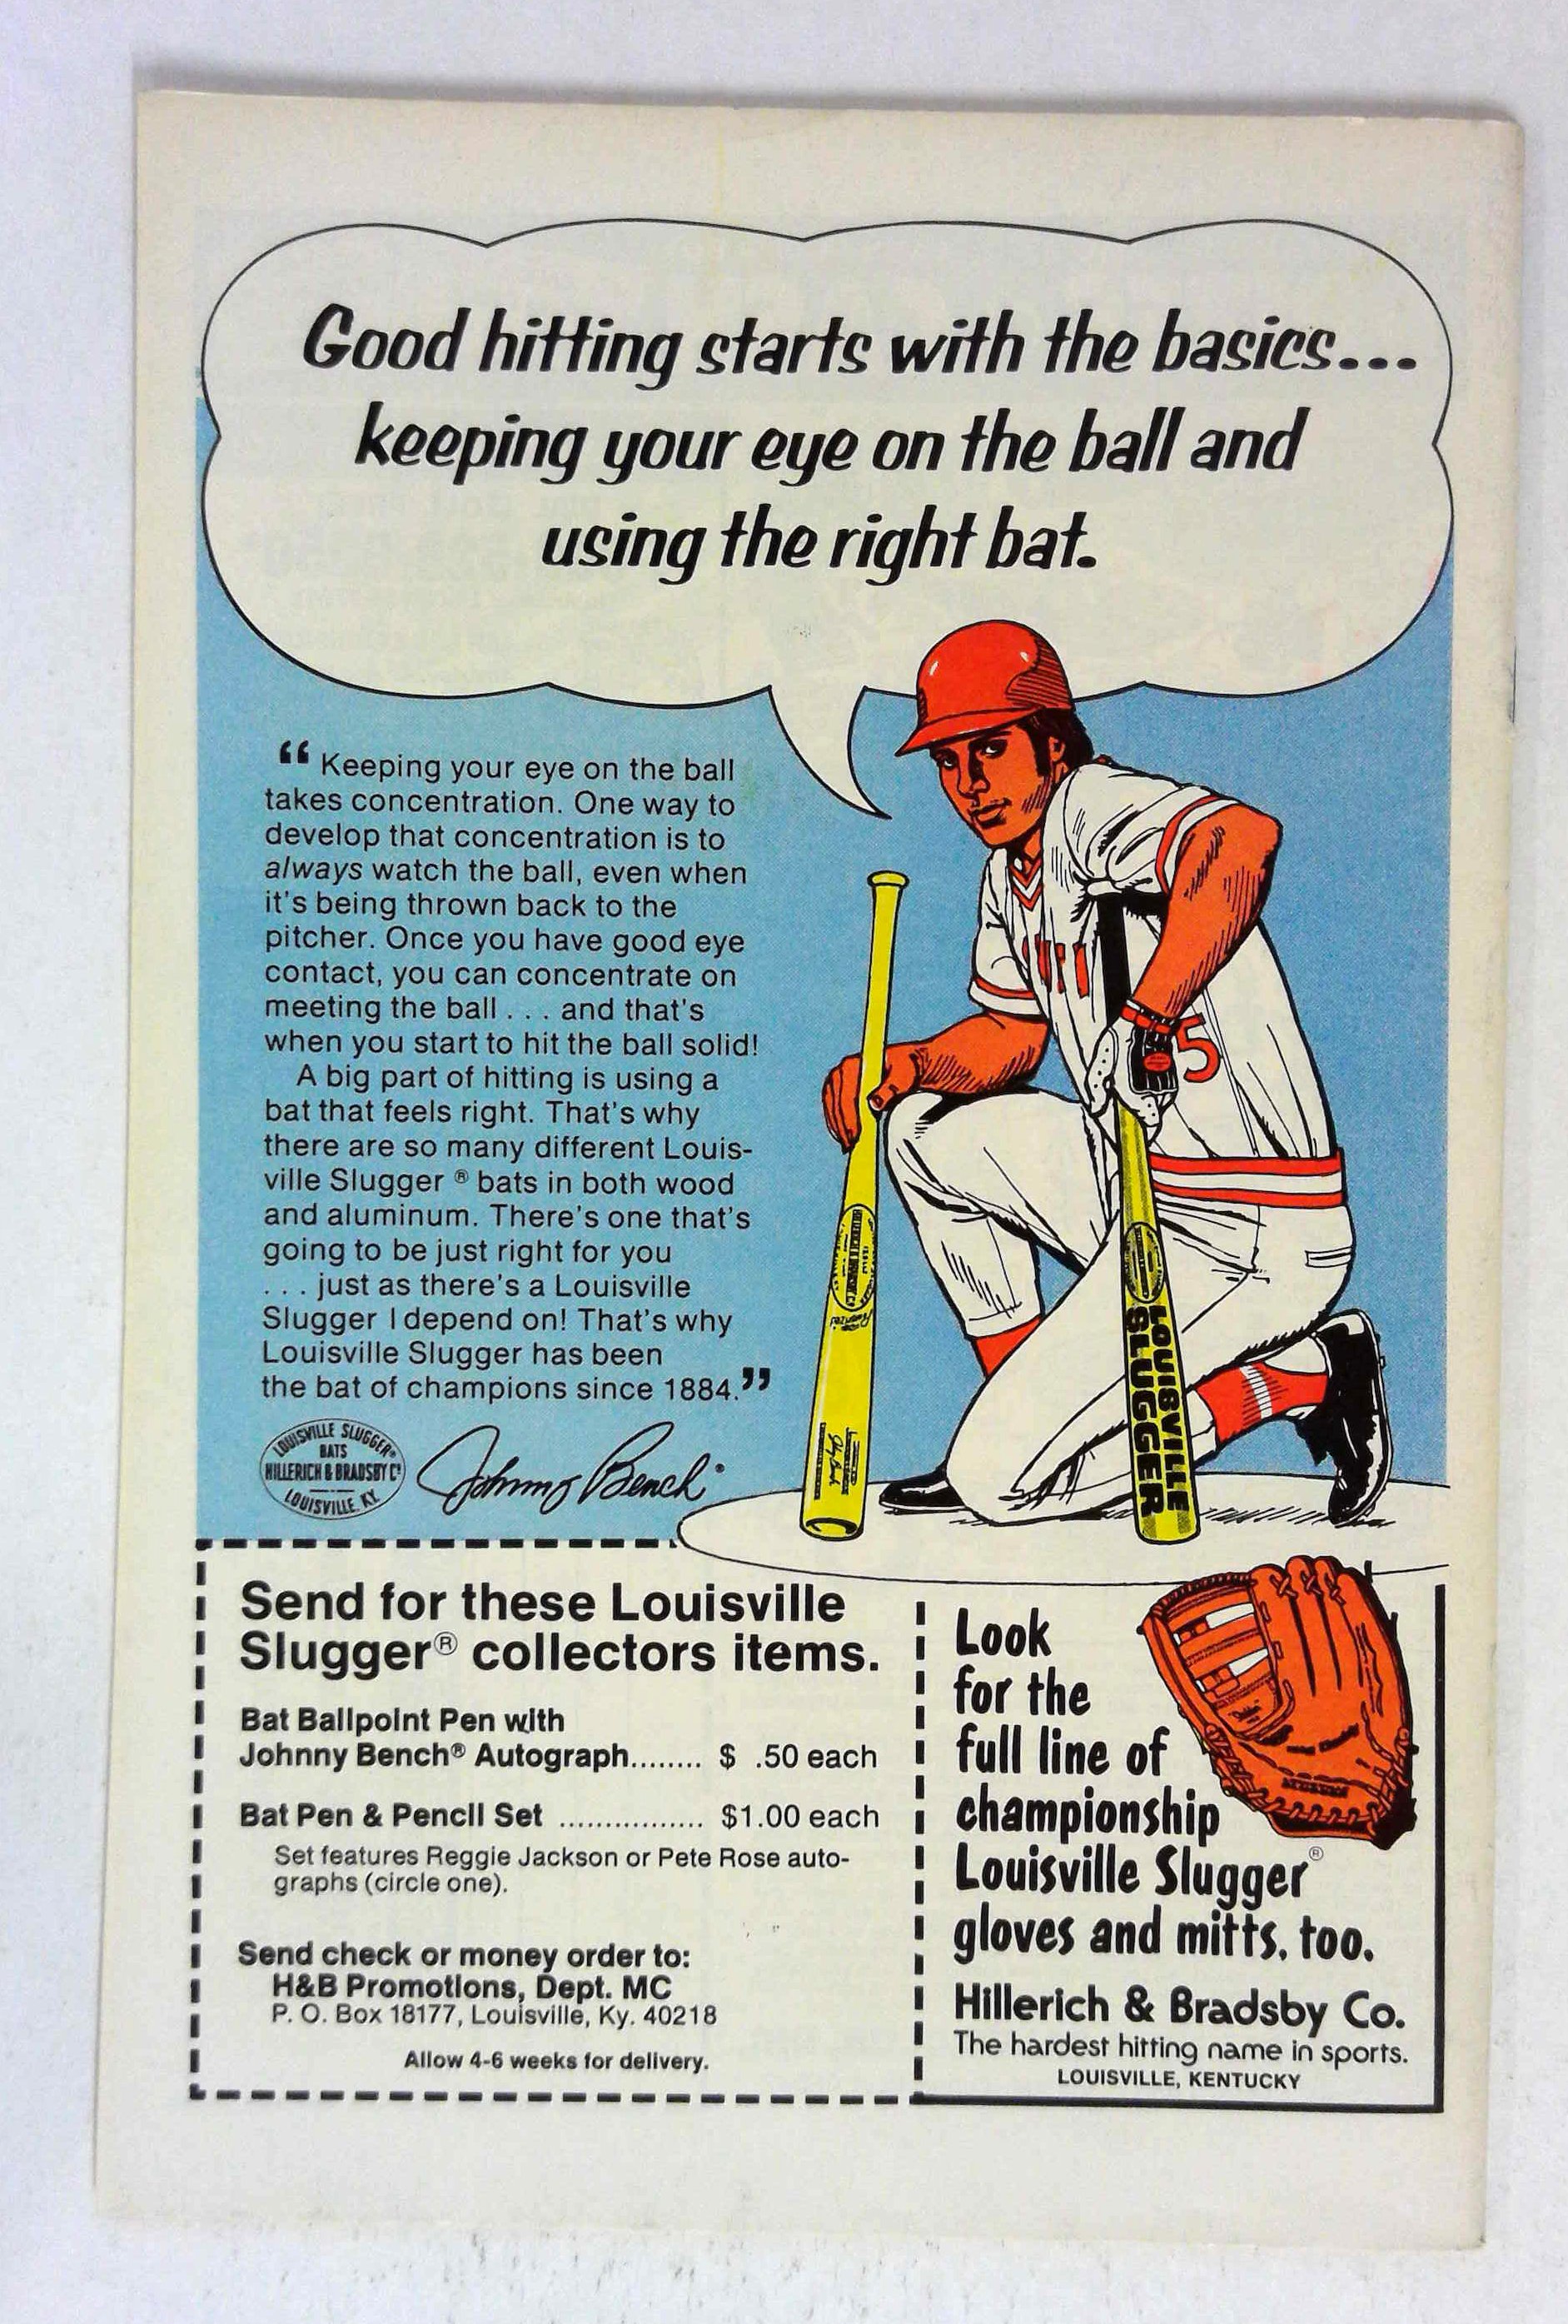 Good hitting starts with the basics...
keeping your eye on the ball and
using the right bat.
“ Keeping your eye on the ball
takes concentration. One way to
develop that concentration is to
always watch the ball, even when
it's being thrown back to the
pitcher. Once you have good eye
contact, you can concentrate on
meeting the ball . . . and that's
when you start to hit the ball solid!
A big part of hitting is using a
bat that feels right. That's why
there are so many different Louis-
ville Slugger ® bats in both wood
and aluminum. There's one that's
going to be just right for you
. . . just as there's a Louisville
Slugger I depend on! That's why
Louisville Slugger has been
the bat of champions since 1884.”
LOUISVILLE SLUGGER®
BATS
HILLERICH & BRADSBY Cº
LOUISVILLE, KY.
Johnny Bench
5
LOUISVILLE
SLUGGER
Send for these Louisville
Slugger® collectors items.
Bat Ballpoint Pen with
Johnny Bench® Autograph........ $ .50 each
Bat Pen & Pencil Set ................ $1.00 each
Set features Reggie Jackson or Pete Rose auto-
graphs (circle one).
Send check or money order to:
H&B Promotions, Dept. MC
P. O. Box 18177, Louisville, Ky. 40218
Allow 4-6 weeks for delivery.
Look
for the
full line of
championship
Louisville Slugger®
gloves and mitts, too.
Hillerich & Bradsby Co.
The hardest hitting name in sports.
LOUISVILLE, KENTUCKY